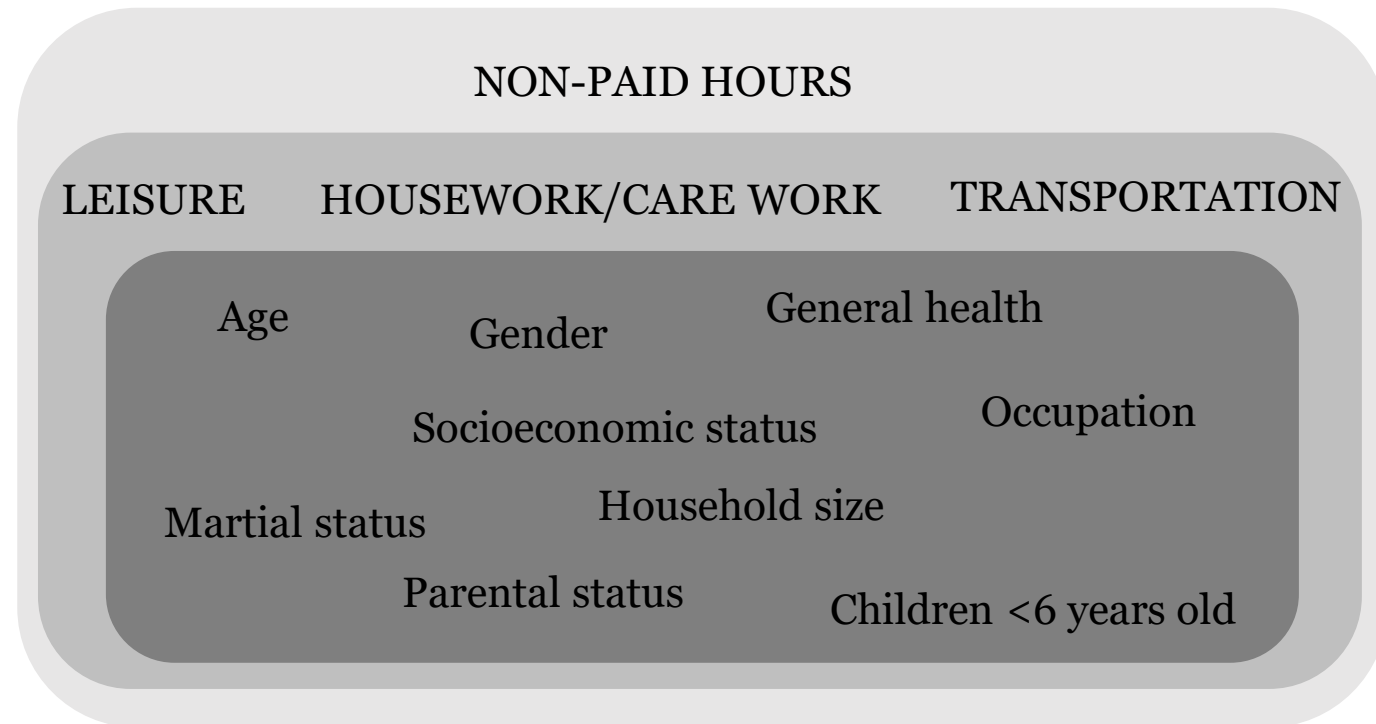 NON-PAID HOURS
LEISURE
HOUSEWORK/CARE WORK
TRANSPORTATION
Age
Gender
General health
Socioeconomic status
Occupation
Martial status
Household size
Parental status
Children <6 years old